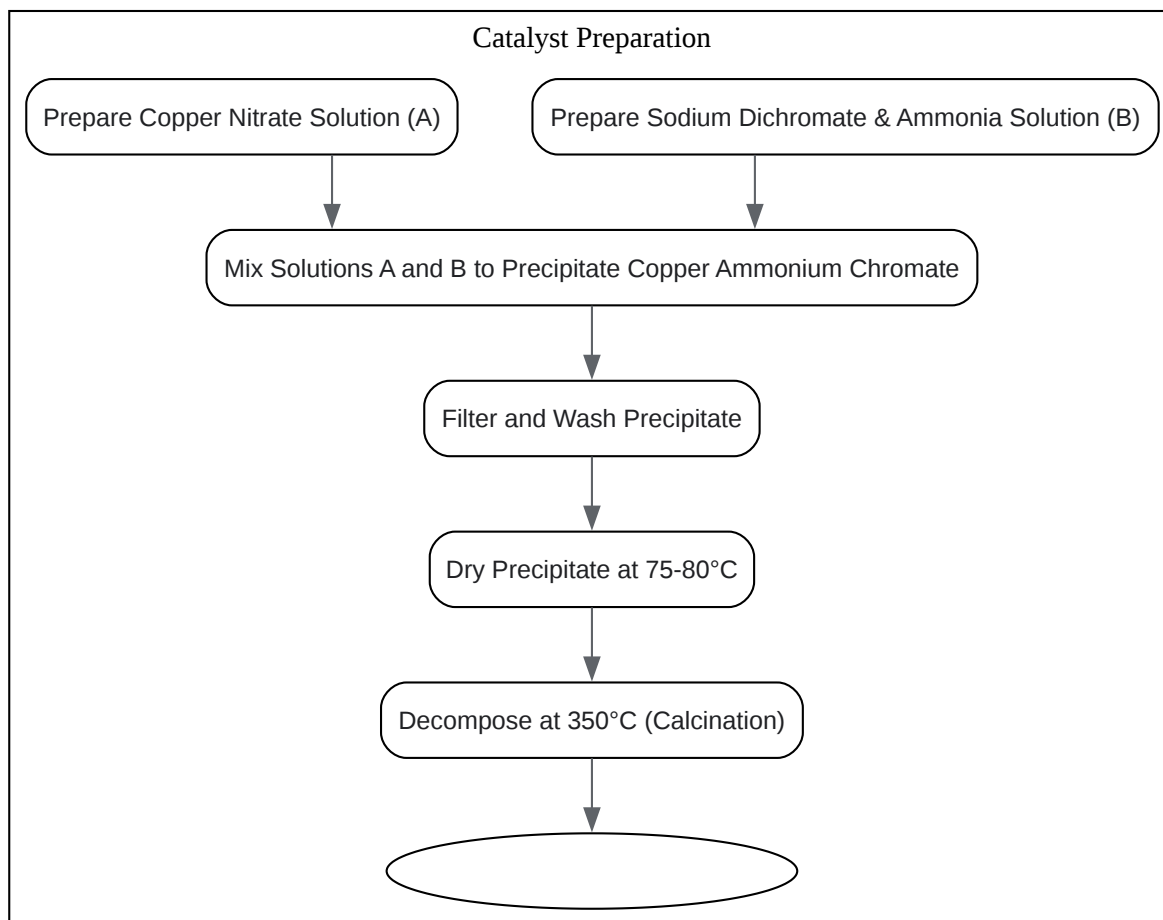 Catalyst Preparation
Prepare Copper Nitrate Solution (A)
Prepare Sodium Dichromate & Ammonia Solution (B)
Mix Solutions A and B to Precipitate Copper Ammonium Chromate
Filter and Wash Precipitate
Dry Precipitate at 75-80°C
Decompose at 350°C (Calcination)